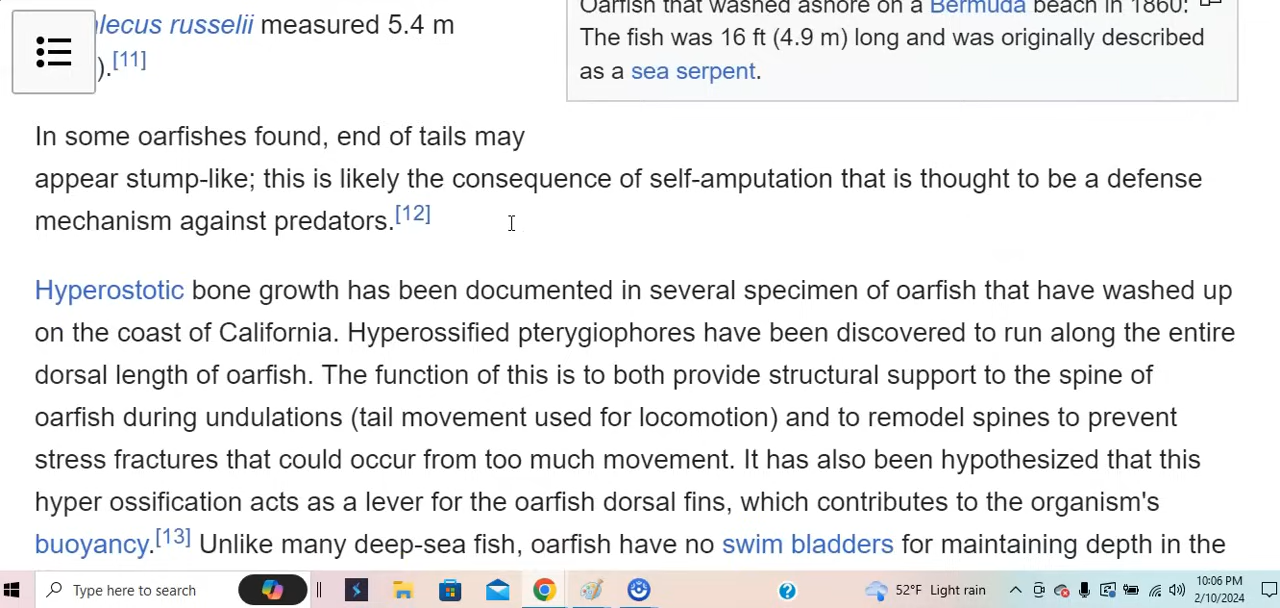 lecus russelii measured 5.4 m
).[11]
Oarfish that washed ashore on a Bermuda beach in 1860:
The fish was 16 ft (4.9 m) long and was originally described
as a sea serpent.
In some oarfishes found, end of tails may
appear stump-like; this is likely the consequence of self-amputation that is thought to be a defense
mechanism against predators.[12]
Hyperostotic bone growth has been documented in several specimen of oarfish that have washed up
on the coast of California. Hyperossified pterygiophores have been discovered to run along the entire
dorsal length of oarfish. The function of this is to both provide structural support to the spine of
oarfish during undulations (tail movement used for locomotion) and to remodel spines to prevent
stress fractures that could occur from too much movement. It has also been hypothesized that this
hyper ossification acts as a lever for the oarfish dorsal fins, which contributes to the organism's
buoyancy.[13] Unlike many deep-sea fish, oarfish have no swim bladders for maintaining depth in the
Type here to search
52°F Light rain
10:06 PM
2/10/2024